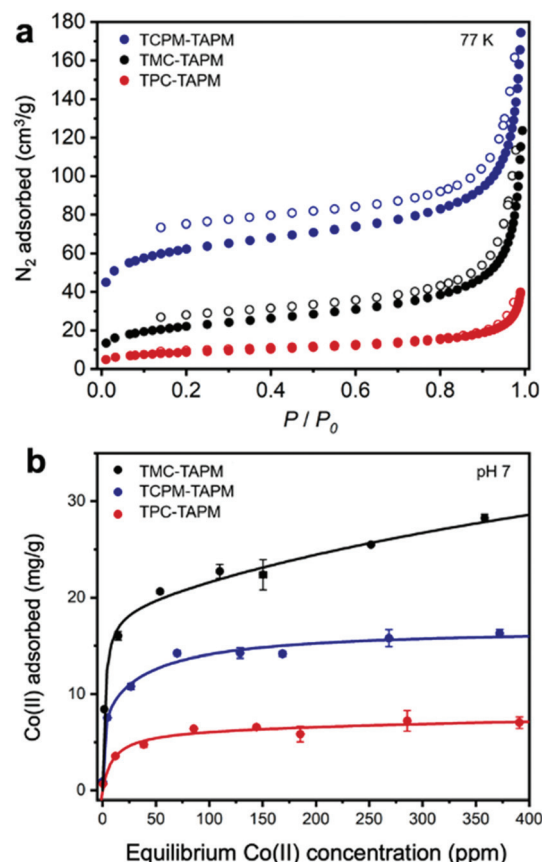 a
TCPM-TAPM
TMC-TAPM
TPC-TAPM
77 K
N₂ adsorbed (cm³/g)
180
160
140
120
100
80
60
40
20
0
0.0 0.2 0.4 0.6 0.8 1.0
P / P₀
b
TMC-TAPM
TCPM-TAPM
TPC-TAPM
pH 7
Co(II) adsorbed (mg/g)
30
20
10
0
0 50 100 150 200 250 300 350 400
Equilibrium Co(II) concentration (ppm)